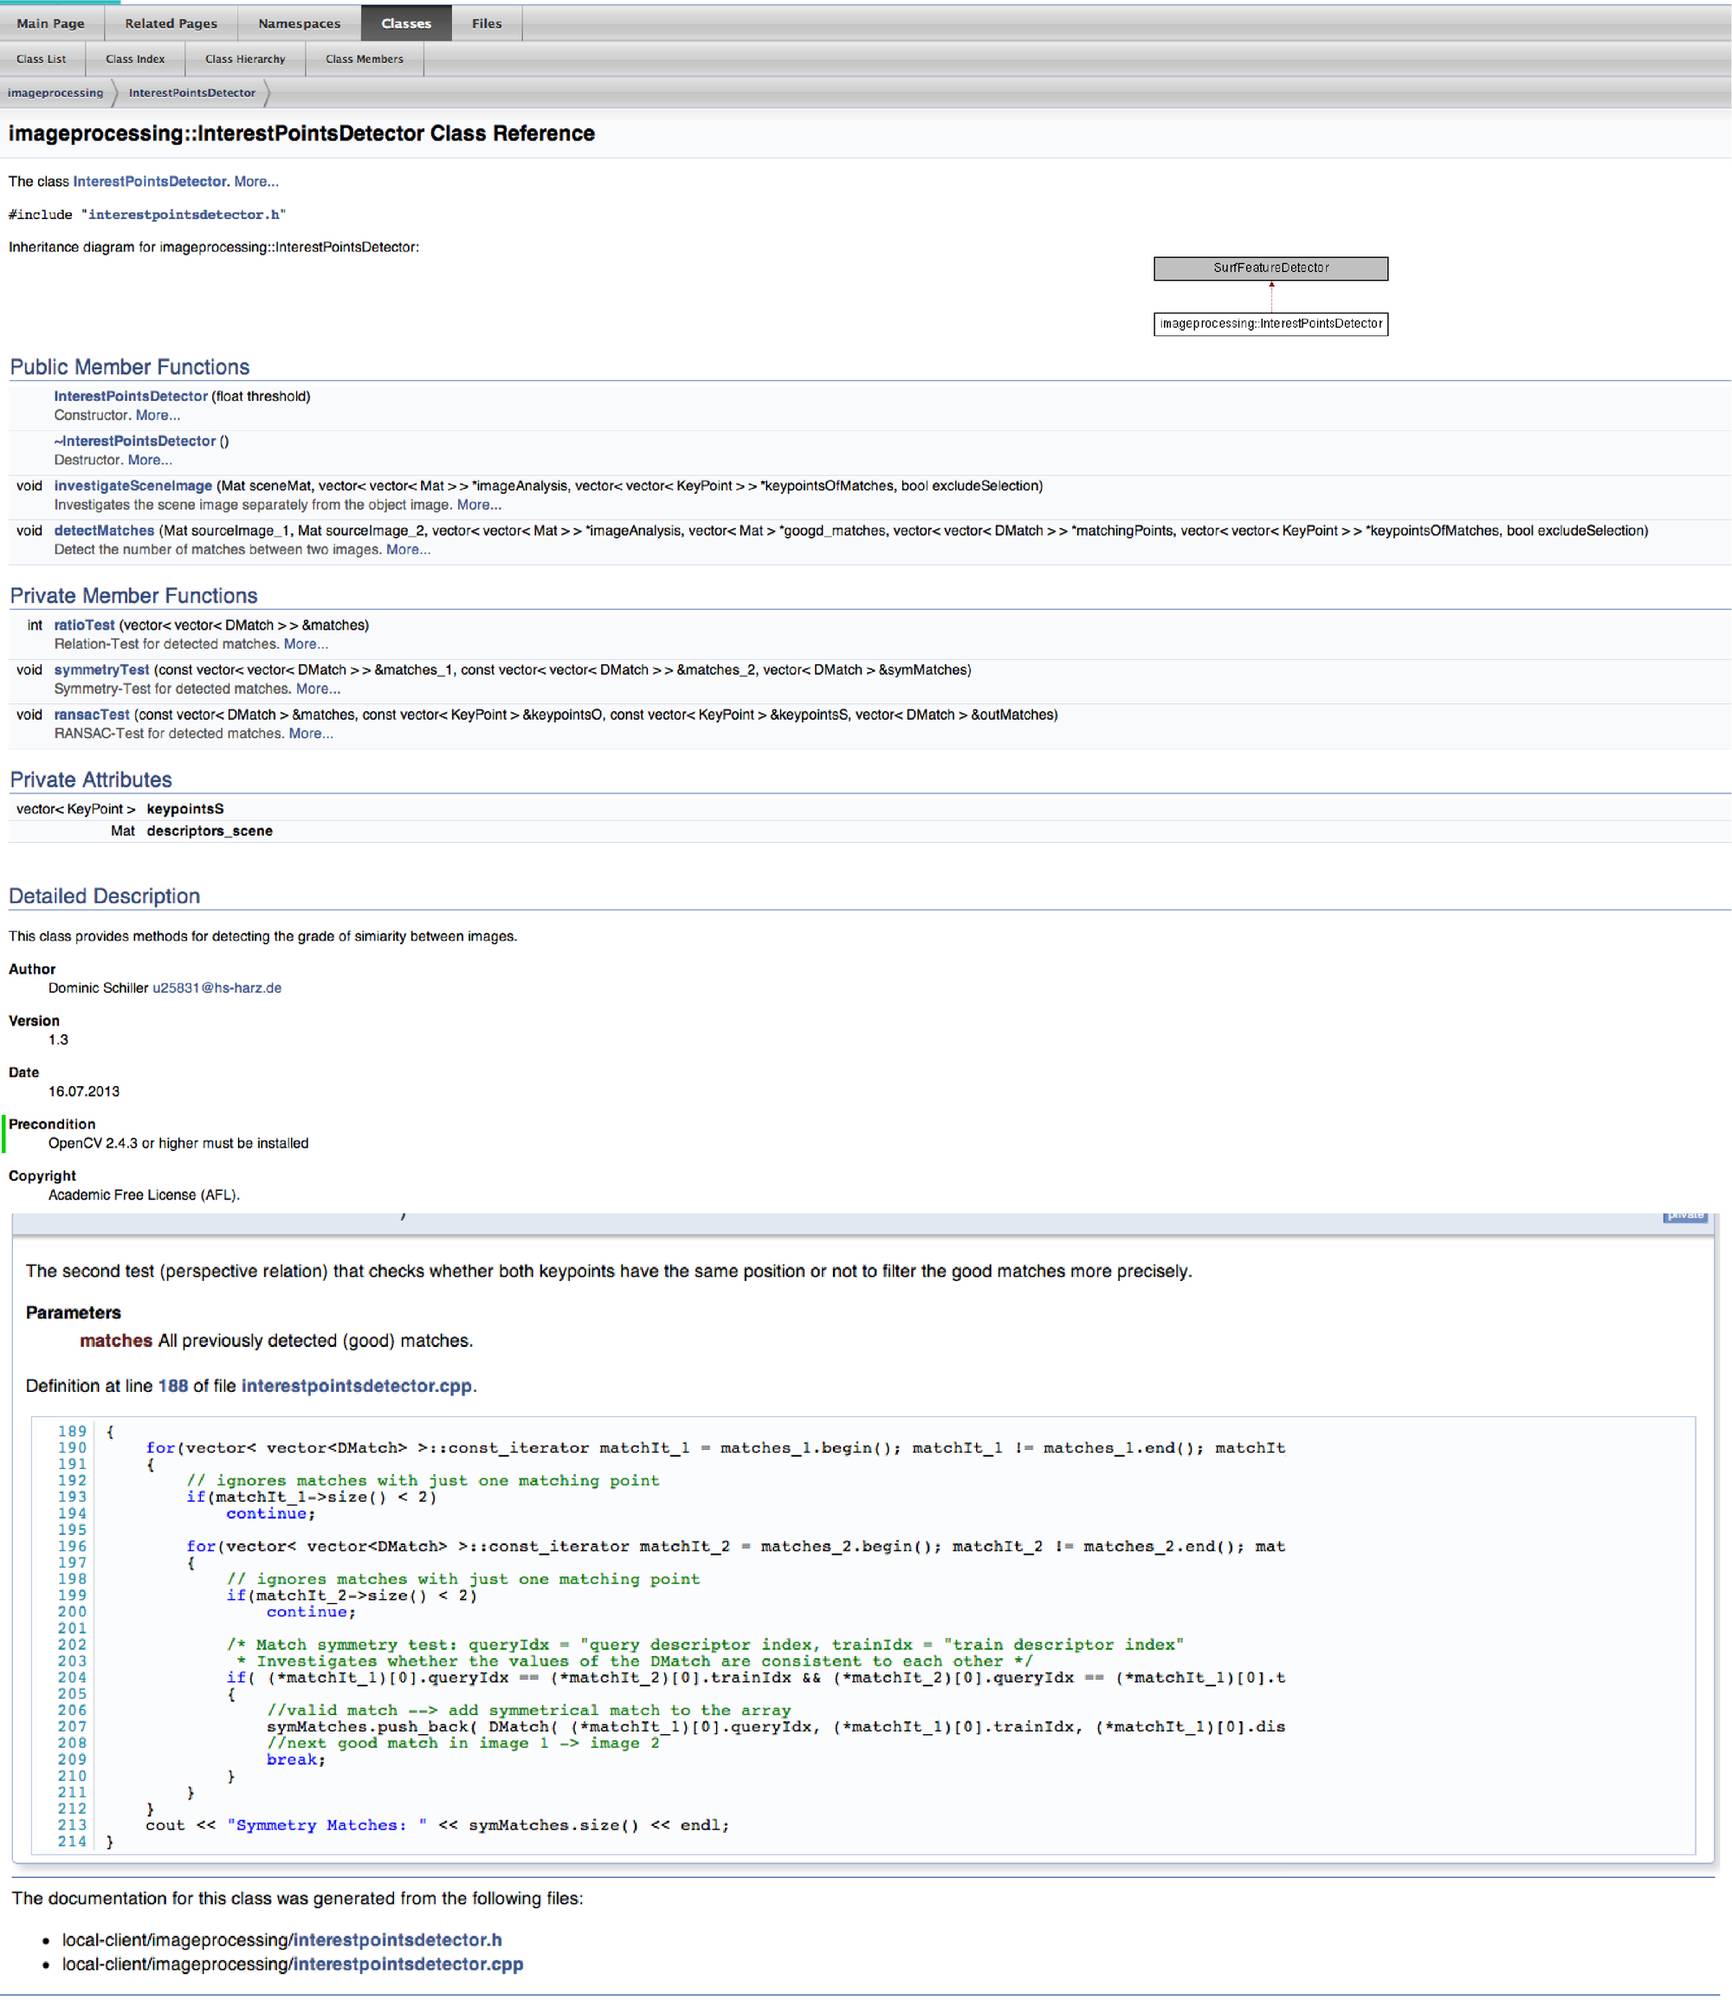 Main Page Related Pages Namespaces Classes Files
Class List Class Index Class Hierarchy Class Members
imageprocessing InterestPointsDetector
imageprocessing::InterestPointsDetector Class Reference
The class InterestPointsDetector. More...
#include "interestpointsdetector.h"
Inheritance diagram for imageprocessing::InterestPointsDetector:
SurfFeatureDetector
imageprocessing::InterestPointsDetector
Public Member Functions
InterestPointsDetector (float threshold)
Constructor. More...
~InterestPointsDetector ()
Destructor. More...
void investigateSceneImage (Mat sceneMat, vector< vector< Mat > > *imageAnalysis, vector< vector< KeyPoint > > *keypointsOfMatches, bool excludeSelection)
Investigates the scene image separately from the object image. More...
void detectMatches (Mat sourceImage_1, Mat sourceImage_2, vector< vector< Mat > > *imageAnalysis, vector< Mat > *googd_matches, vector< vector< DMatch > > *matchingPoints, vector< vector< KeyPoint > > *keypointsOfMatches, bool excludeSelection)
Detect the number of matches between two images. More...
Private Member Functions
int ratioTest (vector< vector< DMatch > > &matches)
Relation-Test for detected matches. More...
void symmetryTest (const vector< vector< DMatch > > &matches_1, const vector< vector< DMatch > > &matches_2, vector< DMatch > &symMatches)
Symmetry-Test for detected matches. More...
void ransacTest (const vector< DMatch > &matches, const vector< KeyPoint > &keypointsO, const vector< KeyPoint > &keypointsS, vector< DMatch > &outMatches)
RANSAC-Test for detected matches. More...
Private Attributes
vector< KeyPoint > keypointsS
Mat descriptors_scene
Detailed Description
This class provides methods for detecting the grade of simiarity between images.
Author
Dominic Schiller u25831@hs-harz.de
Version
1.3
Date
16.07.2013
Precondition
OpenCV 2.4.3 or higher must be installed
Copyright
Academic Free License (AFL).
private
The second test (perspective relation) that checks whether both keypoints have the same position or not to filter the good matches more precisely.
Parameters
matches All previously detected (good) matches.
Definition at line 188 of file interestpointsdetector.cpp.
189 {
190 for(vector< vector<DMatch> >::const_iterator matchIt_1 = matches_1.begin(); matchIt_1 != matches_1.end(); matchIt
191 {
192 // ignores matches with just one matching point
193 if(matchIt_1->size() < 2)
194 continue;
195
196 for(vector< vector<DMatch> >::const_iterator matchIt_2 = matches_2.begin(); matchIt_2 != matches_2.end(); mat
197 {
198 // ignores matches with just one matching point
199 if(matchIt_2->size() < 2)
200 continue;
201
202 /* Match symmetry test: queryIdx = "query descriptor index, trainIdx = "train descriptor index"
203 * Investigates whether the values of the DMatch are consistent to each other */
204 if( (*matchIt_1)[0].queryIdx == (*matchIt_2)[0].trainIdx && (*matchIt_2)[0].queryIdx == (*matchIt_1)[0].t
205 {
206 //valid match --> add symmetrical match to the array
207 symMatches.push_back( DMatch( (*matchIt_1)[0].queryIdx, (*matchIt_1)[0].trainIdx, (*matchIt_1)[0].dis
208 //next good match in image 1 -> image 2
209 break;
210 }
211 }
212 }
213 cout << "Symmetry Matches: " << symMatches.size() << endl;
214 }
The documentation for this class was generated from the following files:
• local-client/imageprocessing/interestpointsdetector.h
• local-client/imageprocessing/interestpointsdetector.cpp